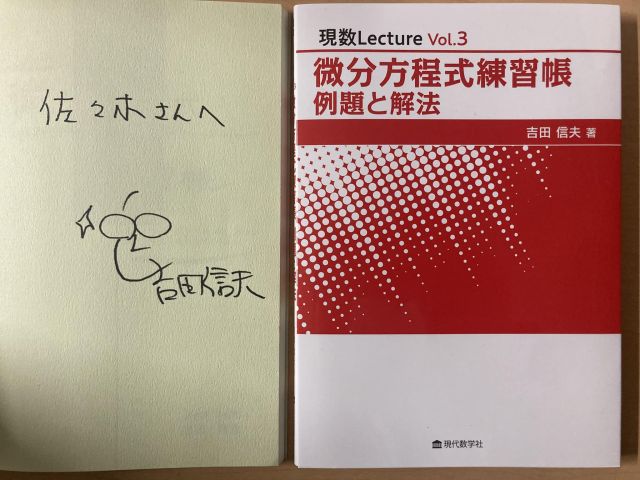 佐々木さんへ
吉田信夫
現数Lecture Vol.3
微分方程式練習帳
例題と解法
吉田 信夫 著
現代数学社